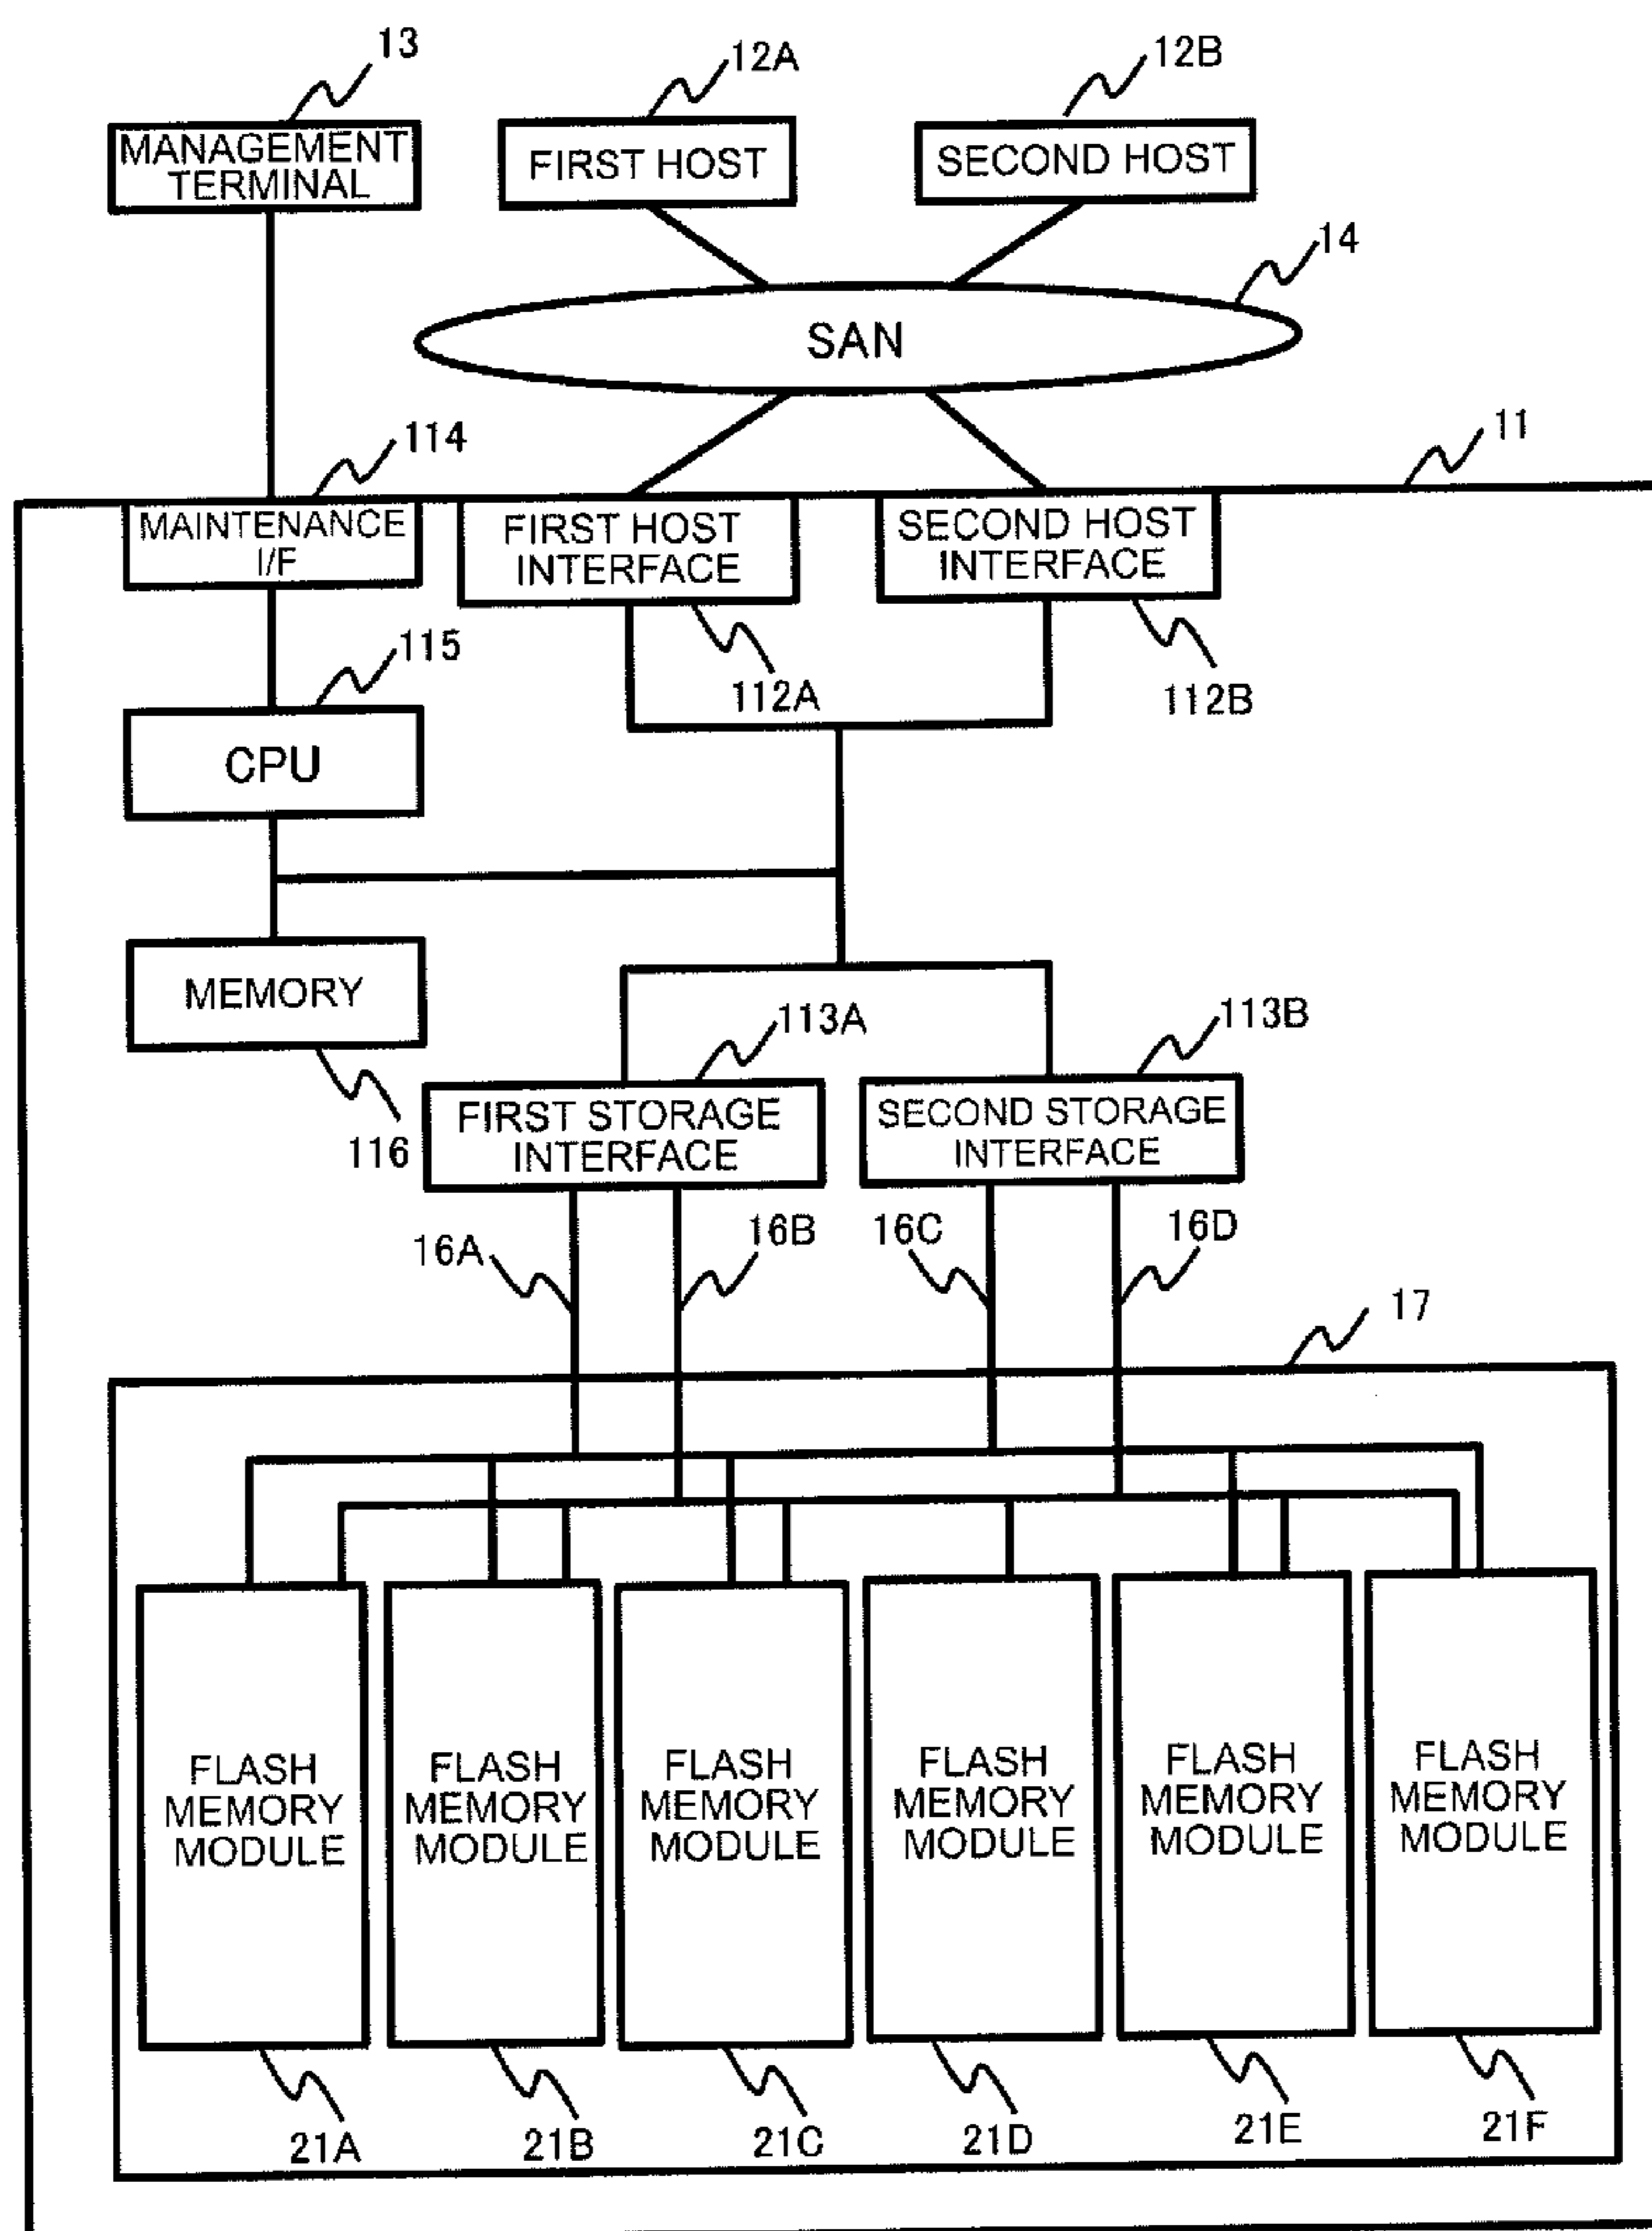 13
12A
12B
MANAGEMENT
TERMINAL
FIRST HOST
SECOND HOST
14
SAN
11
114
MAINTENANCE
I/F
FIRST HOST
INTERFACE
SECOND HOST
INTERFACE
115
112A
112B
CPU
MEMORY
113A
113B
116
FIRST STORAGE
INTERFACE
SECOND STORAGE
INTERFACE
16A
16B
16C
16D
17
FLASH
MEMORY
MODULE
FLASH
MEMORY
MODULE
FLASH
MEMORY
MODULE
FLASH
MEMORY
MODULE
FLASH
MEMORY
MODULE
FLASH
MEMORY
MODULE
21A
21B
21C
21D
21E
21F